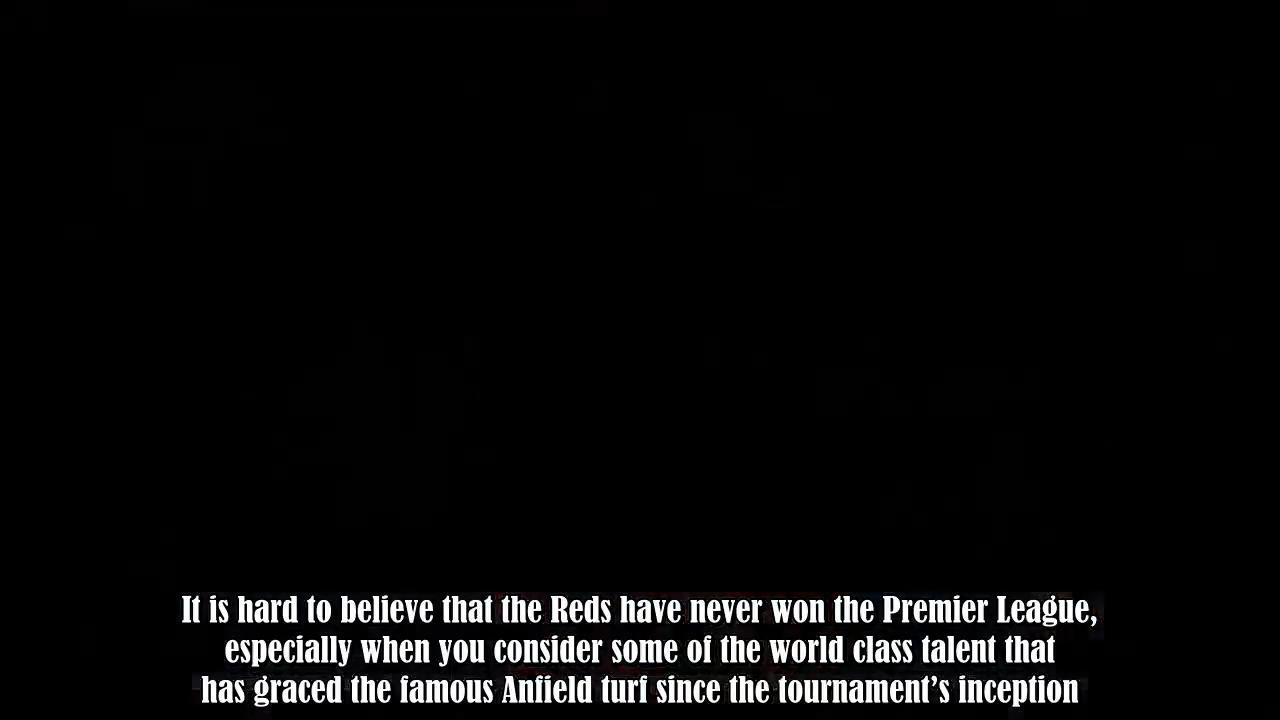 It is hard to believe that the Reds have never won the Premier League,
especially when you consider some of the world class talent that
has graced the famous Anfield turf since the tournament’s inception